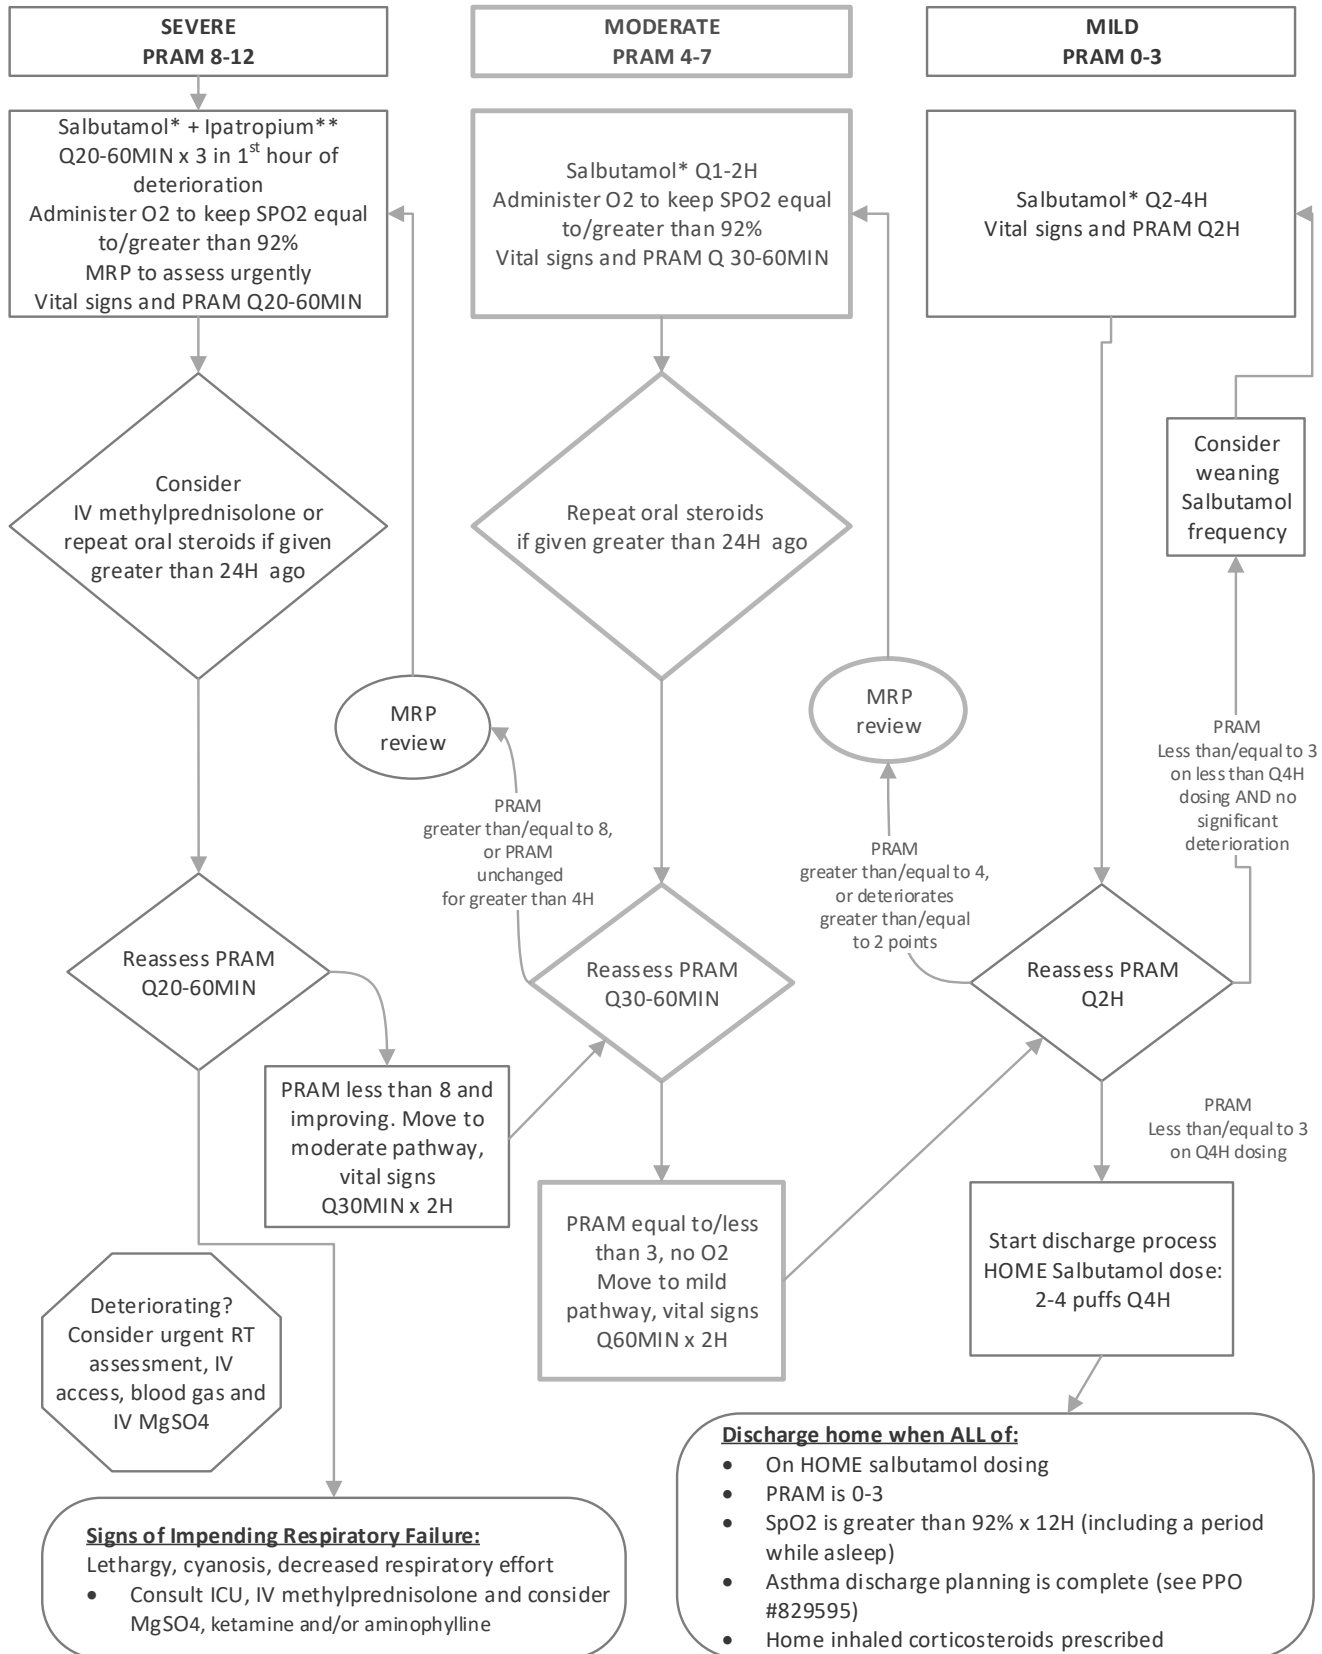 SEVERE
PRAM 8-12
MODERATE
PRAM 4-7
MILD
PRAM 0-3
Salbutamol* + Ipatropium**
Q20-60MIN x 3 in 1st hour of
deterioration
Administer O2 to keep SPO2 equal
to/greater than 92%
MRP to assess urgently
Vital signs and PRAM Q20-60MIN
Salbutamol* Q1-2H
Administer O2 to keep SPO2 equal
to/greater than 92%
Vital signs and PRAM Q 30-60MIN
Salbutamol* Q2-4H
Vital signs and PRAM Q2H
Consider
IV methylprednisolone or
repeat oral steroids if given
greater than 24H ago
Repeat oral steroids
if given greater than 24H ago
Consider
weaning
Salbutamol
frequency
MRP
review
MRP
review
PRAM
Less than/equal to 3
on less than Q4H
dosing AND no
significant
deterioration
PRAM
greater than/equal to 8,
or PRAM
unchanged
for greater than 4H
PRAM
greater than/equal to 4,
or deteriorates
greater than/equal
to 2 points
Reassess PRAM
Q20-60MIN
Reassess PRAM
Q30-60MIN
Reassess PRAM
Q2H
PRAM less than 8 and
improving. Move to
moderate pathway,
vital signs
Q30MIN x 2H
PRAM
Less than/equal to 3
on Q4H dosing
PRAM equal to/less
than 3, no O2
Move to mild
pathway, vital signs
Q60MIN x 2H
Start discharge process
HOME Salbutamol dose:
2-4 puffs Q4H
Deteriorating?
Consider urgent RT
assessment, IV
access, blood gas and
IV MgSO4
Signs of Impending Respiratory Failure:
Lethargy, cyanosis, decreased respiratory effort
• Consult ICU, IV methylprednisolone and consider
MgSO4, ketamine and/or aminophylline
Discharge home when ALL of:
• On HOME salbutamol dosing
• PRAM is 0-3
• SpO2 is greater than 92% x 12H (including a period
while asleep)
• Asthma discharge planning is complete (see PPO
#829595)
• Home inhaled corticosteroids prescribed